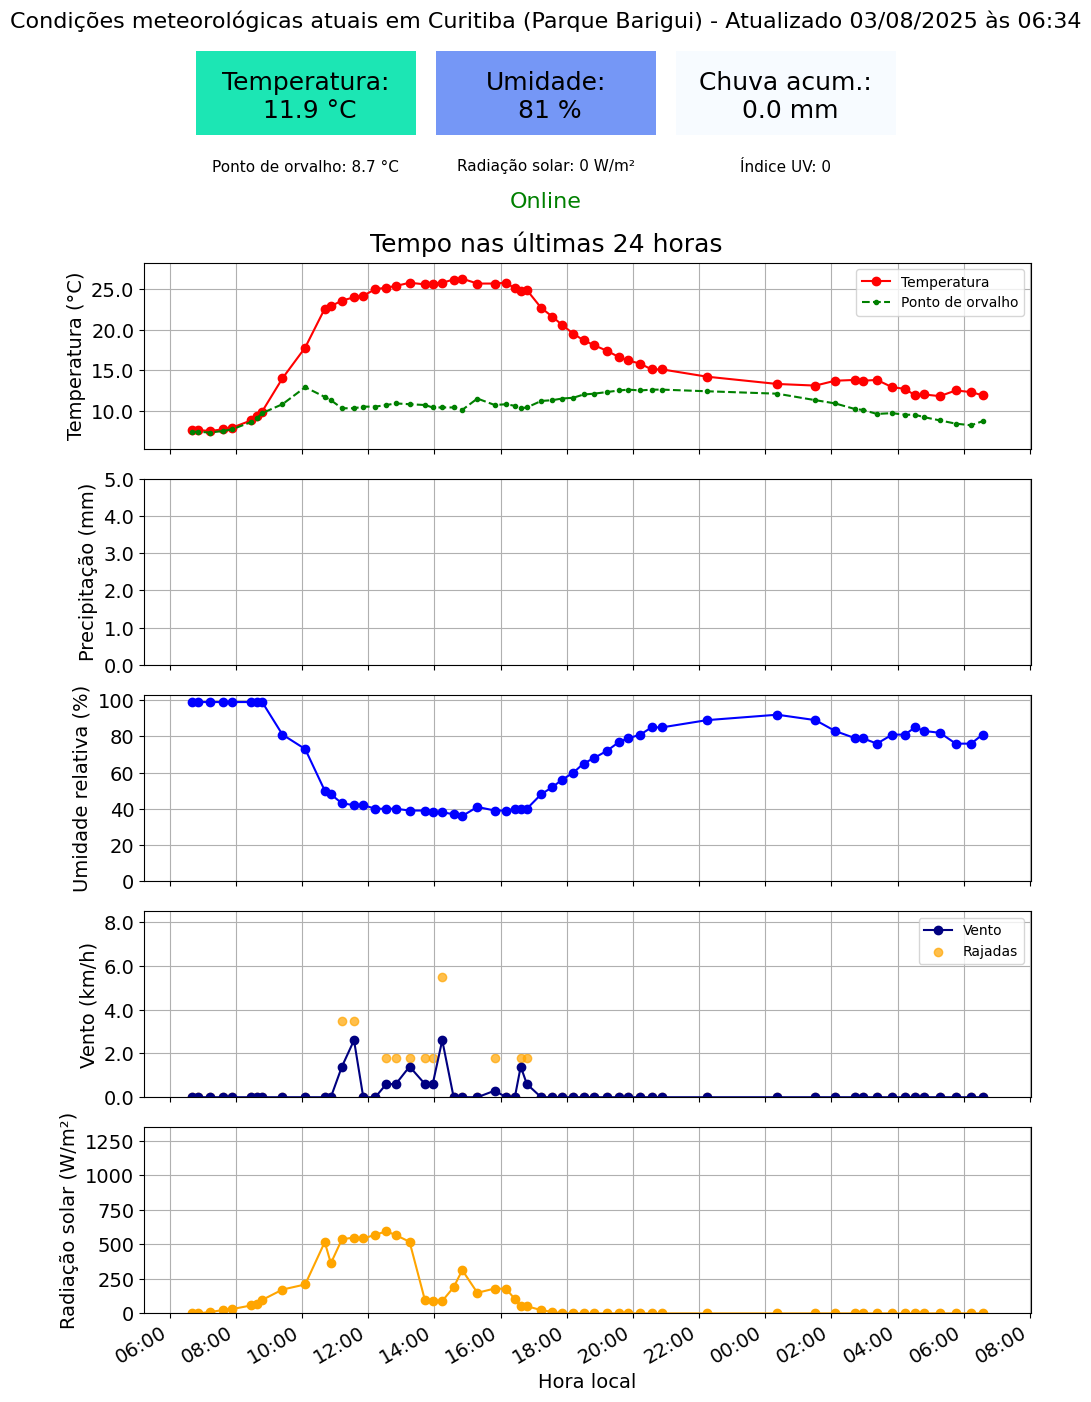 Condições meteorológicas atuais em Curitiba (Parque Barigui) - Atualizado 03/08/2025 às 06:34
Temperatura:
11.9 °C
Umidade:
81 %
Chuva acum.:
0.0 mm
Ponto de orvalho: 8.7 °C
Radiação solar: 0 W/m²
Índice UV: 0
Online
Tempo nas últimas 24 horas
Temperatura (°C)
25.0
20.0
15.0
10.0
Temperatura
Ponto de orvalho
Precipitação (mm)
5.0
4.0
3.0
2.0
1.0
0.0
Umidade relativa (%)
100
80
60
40
20
0
Vento (km/h)
8.0
6.0
4.0
2.0
0.0
Vento
Rajadas
Radiação solar (W/m²)
1250
1000
750
500
250
0
06:00
08:00
10:00
12:00
14:00
16:00
18:00
20:00
22:00
00:00
02:00
04:00
06:00
08:00
Hora local